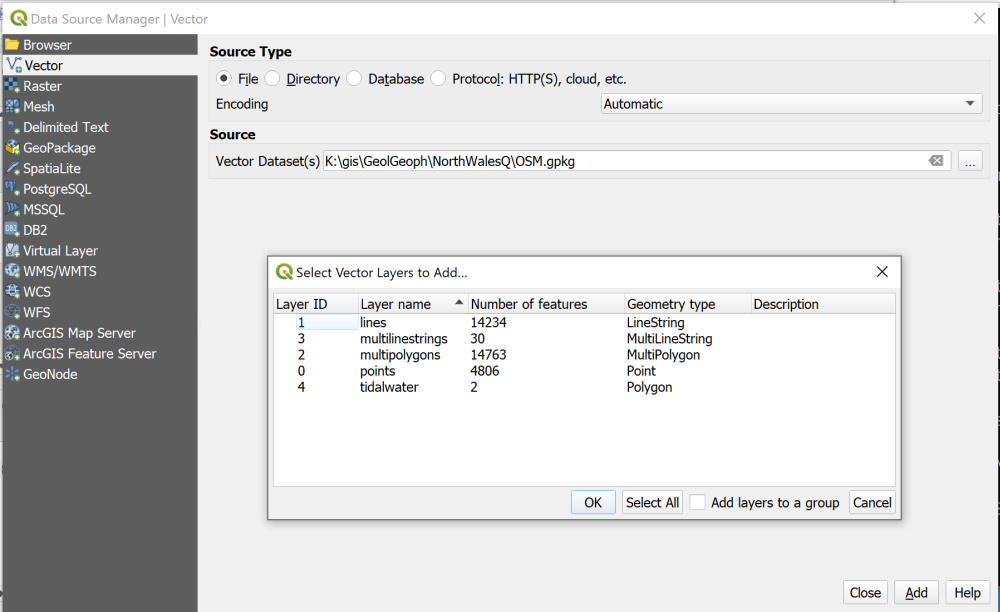 Data Source Manager | Vector
Browser
Vector
Raster
Mesh
Delimited Text
GeoPackage
SpatiaLite
PostgreSQL
MSSQL
DB2
Virtual Layer
WMS/WMTS
WCS
WFS
ArcGIS Map Server
ArcGIS Feature Server
GeoNode
Source Type
File Directory Database Protocol: HTTP(S), cloud, etc.
Encoding Automatic
Source
Vector Dataset(s) K:\gis\GeolGeoph\NorthWalesQ\OSM.gpkg ...
Select Vector Layers to Add...
Layer ID Layer name Number of features Geometry type Description
1 lines 14234 LineString
3 multilinestrings 30 MultiLineString
2 multipolygons 14763 MultiPolygon
0 points 4806 Point
4 tidalwater 2 Polygon
OK Select All Add layers to a group Cancel
Close Add Help